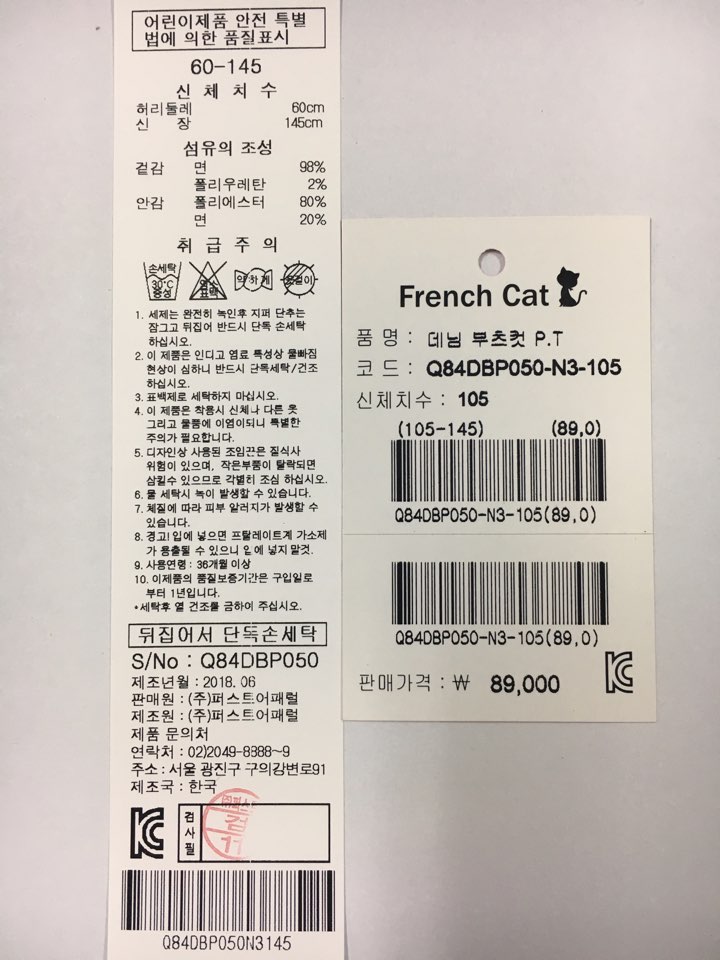 어린이제품 안전 특별
법에 의한 품질표시
60-145
신 체 치 수
허리둘레 60cm
신 장 145cm
섬유의 조성
겉감 면 98%
폴리우레탄 2%
안감 폴리에스터 80%
면 20%
취 급 주 의
손세탁 30℃ 중성 염소 표백 약하게 옷걸이
1. 세제는 완전히 녹인후 지퍼 단추는
잠그고 뒤집어 반드시 단독 손세탁
하십시오.
2. 이 제품은 인디고 염료 특성상 물빠짐
현상이 심하니 반드시 단독세탁/건조
하십시오.
3. 표백제로 세탁하지 마십시오.
4. 이 제품은 착용시 신체나 다른 옷
그리고 물품에 이염이되니 특별한
주의가 필요합니다.
5. 디자인상 사용된 조임끈은 질식사
위험이 있으며, 작은부품이 탈락되면
삼킬수 있으므로 각별히 조심 하십시오.
6. 물 세탁시 녹이 발생할 수 있습니다.
7. 체질에 따라 피부 알러지가 발생할 수
있습니다.
8. 경고! 입에 넣으면 프탈레이트계 가소제
가 용출될 수 있으니 입에 넣지 말것.
9. 사용연령 : 36개월 이상
10. 이제품의 품질보증기간은 구입일로
부터 1년입니다.
*세탁후 열 건조를 금하여 주십시오.
뒤집어서 단독손세탁
S/No : Q84DBP050
제조년월 : 2018. 06
판매원 : (주)퍼스트어패럴
제조원 : (주)퍼스트어패럴
제품 문의처
연락처 : 02)2049-8888~9
주소 : 서울 광진구 구의강변로91
제조국 : 한국
검사필
Q84DBP050N3145
French Cat
품 명 : 데님 부츠컷 P.T
코 드 : Q84DBP050-N3-105
신체치수 : 105
(105-145) (89,0)
Q84DBP050-N3-105(89,0)
Q84DBP050-N3-105(89,0)
판매가격 : ₩ 89,000